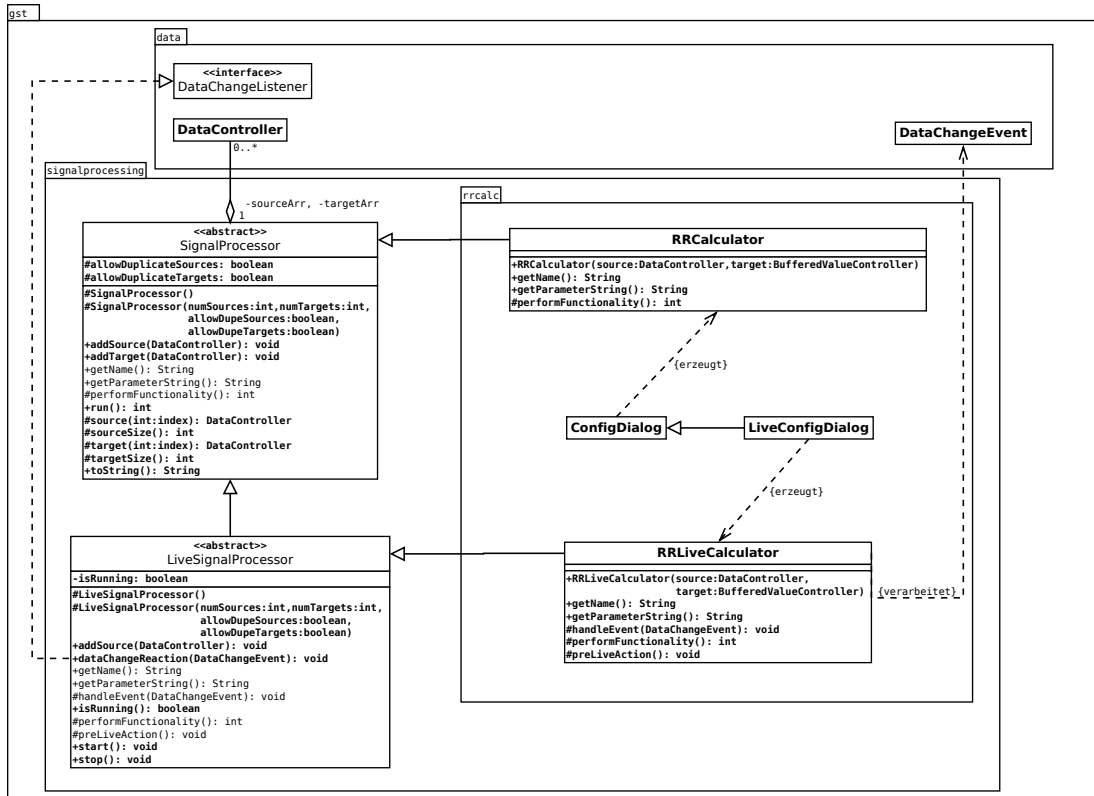 gst
data
<<interface>>
DataChangeListener
DataController
0..*
DataChangeEvent
signalprocessing
-sourceArr, -targetArr
1
rrcalc
<<abstract>>
SignalProcessor
#allowDuplicateSources: boolean
#allowDuplicateTargets: boolean
#SignalProcessor()
#SignalProcessor(numSources:int,numTargets:int,
allowDupeSources:boolean,
allowDupeTargets:boolean)
+addSource(DataController): void
+addTarget(DataController): void
+getName(): String
+getParameterString(): String
#performFunctionality(): int
+run(): int
#source(int:index): DataController
#sourceSize(): int
#target(int:index): DataController
#targetSize(): int
+toString(): String
RRCalculator
+RRCalculator(source:DataController,target:BufferedValueController)
+getName(): String
+getParameterString(): String
#performFunctionality(): int
{erzeugt}
ConfigDialog
LiveConfigDialog
{erzeugt}
<<abstract>>
LiveSignalProcessor
-isRunning: boolean
#LiveSignalProcessor()
#LiveSignalProcessor(numSources:int,numTargets:int,
allowDupeSources:boolean,
allowDupeTargets:boolean)
+addSource(DataController): void
+dataChangeReaction(DataChangeEvent): void
+getName(): String
+getParameterString(): String
#handleEvent(DataChangeEvent): void
+isRunning(): boolean
#performFunctionality(): int
#preLiveAction(): void
+start(): void
+stop(): void
RRLiveCalculator
+RRLiveCalculator(source:DataController,
target:BufferedValueController)
+getName(): String
+getParameterString(): String
#handleEvent(DataChangeEvent): void
#performFunctionality(): int
#preLiveAction(): void
{verarbeitet}